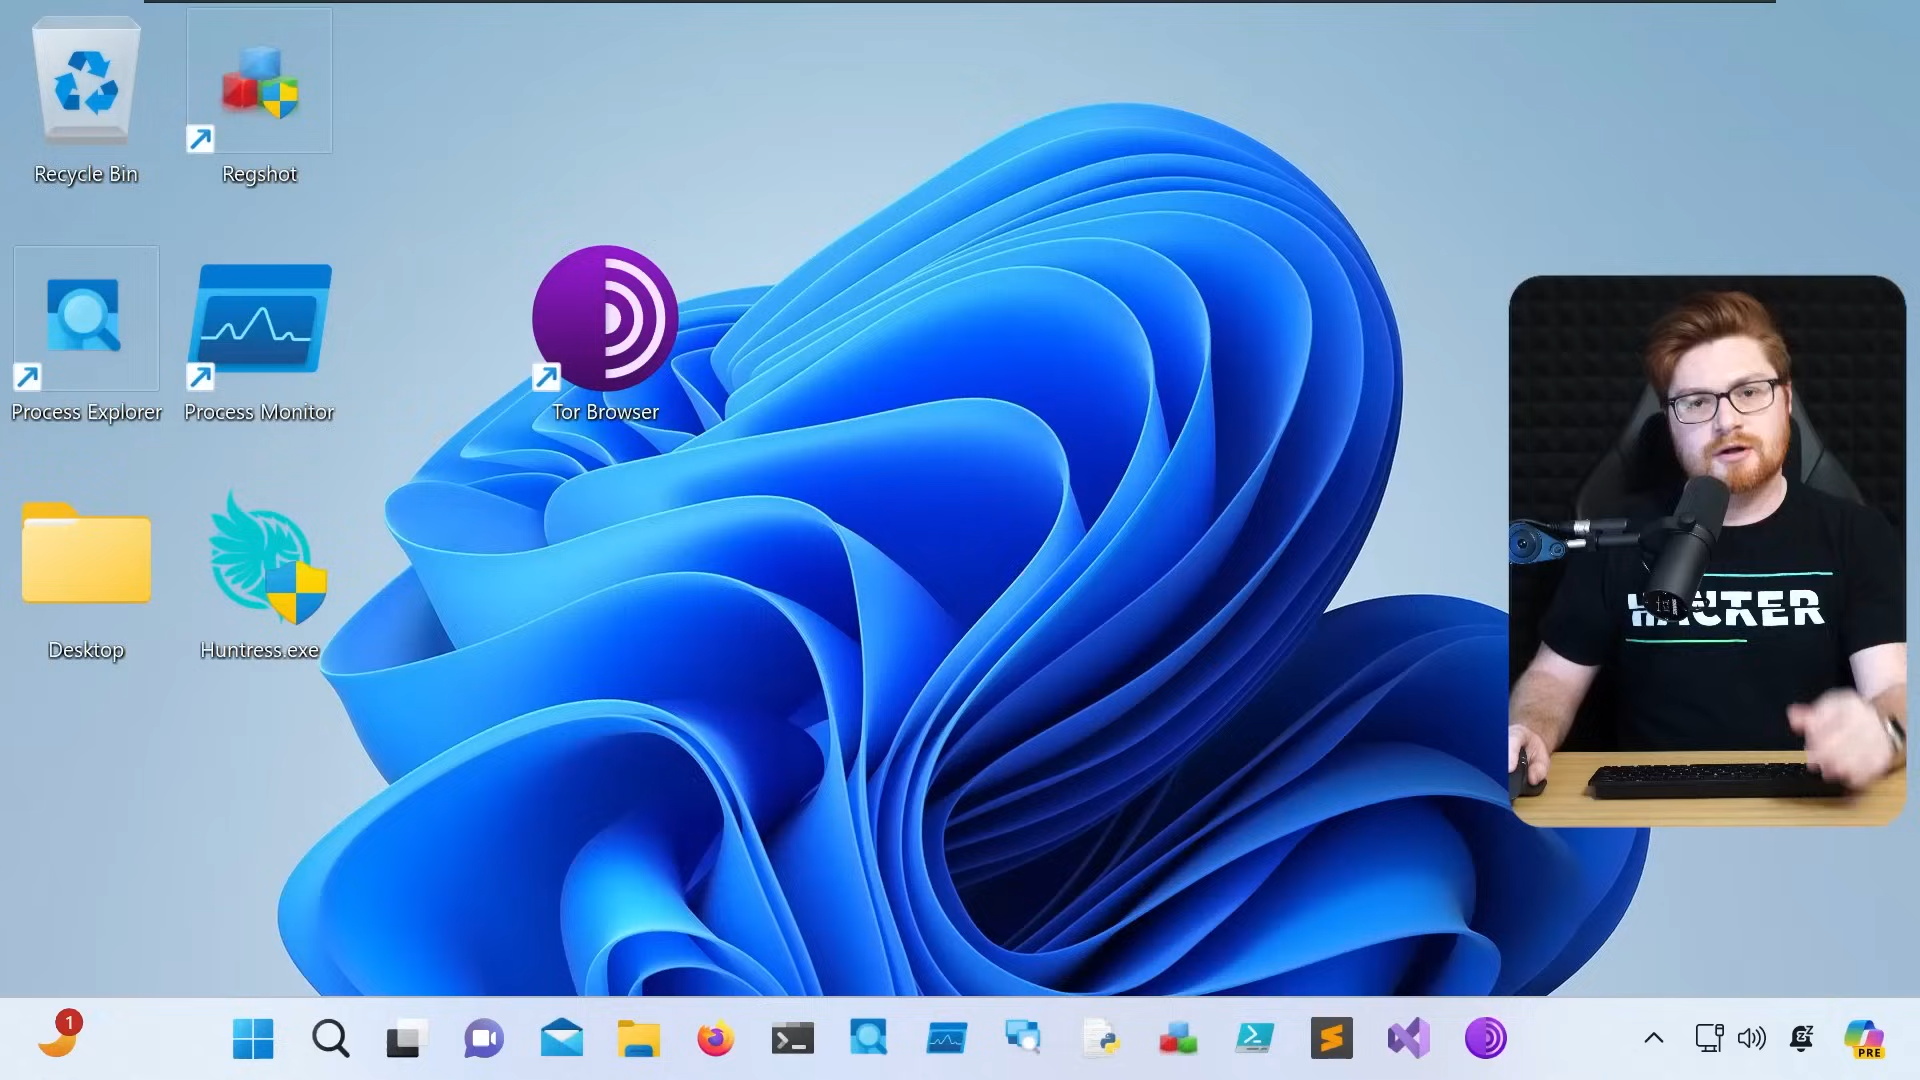 Recycle Bin
Regshot
Process Explorer
Process Monitor
Tor Browser
Desktop
Huntress.exe
HACKER
1
PRE